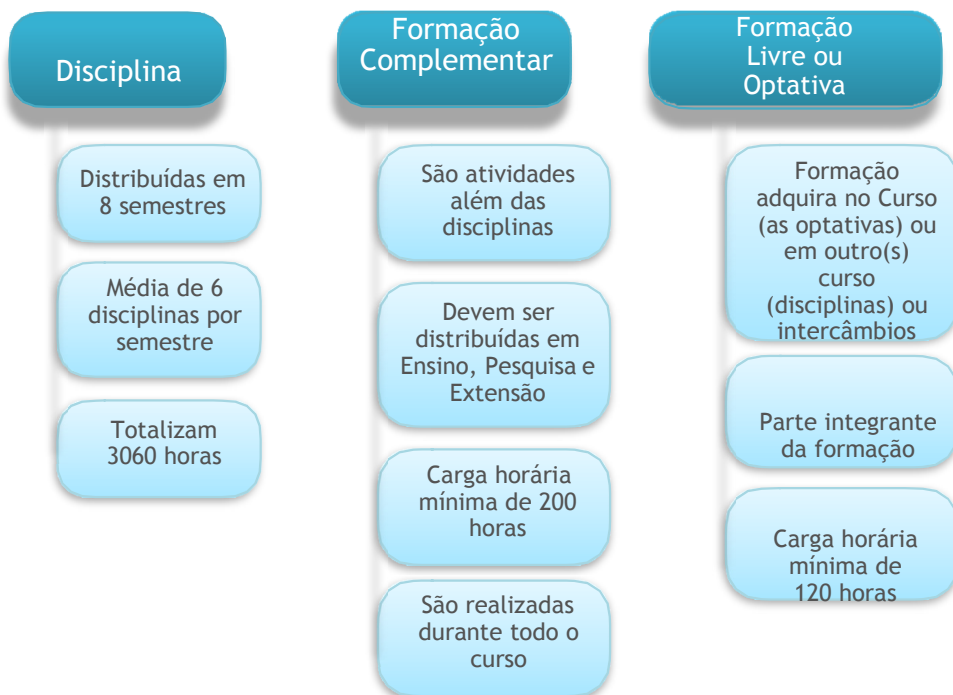 Disciplina
Distribuídas em
8 semestres
Média de 6
disciplinas por
semestre
Totalizam
3060 horas
Formação
Complementar
São atividades
além das
disciplinas
Devem ser
distribuídas em
Ensino, Pesquisa e
Extensão
Carga horária
mínima de 200
horas
São realizadas
durante todo o
curso
Formação
Livre ou
Optativa
Formação
adquira no Curso
(as optativas) ou
em outro(s)
curso
(disciplinas) ou
intercâmbios
Parte integrante
da formação
Carga horária
mínima de
120 horas